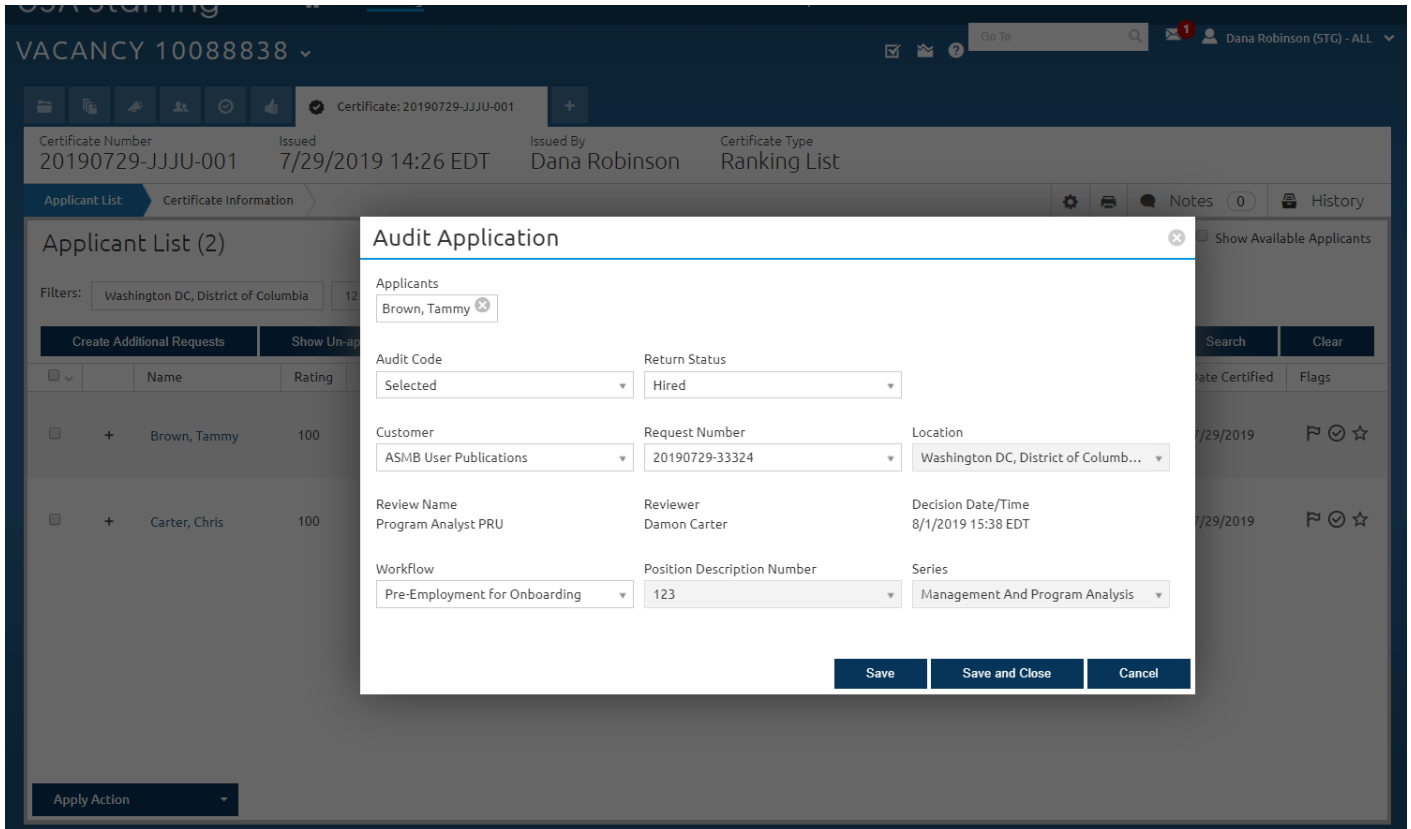 USA Staffing
VACANCY 10088838
Go To
1
Dana Robinson (STG) - ALL
Certificate: 20190729-JJJU-001
+
Certificate Number
Issued
Issued By
Certificate Type
20190729-JJJU-001
7/29/2019 14:26 EDT
Dana Robinson
Ranking List
Applicant List
Certificate Information
Notes 0
History
Applicant List (2)
Show Available Applicants
Filters:
Washington DC, District of Columbia
12
Create Additional Requests
Show Un-ap
Search
Clear
Name
Rating
Date Certified
Flags
+ Brown, Tammy 100
7/29/2019
+ Carter, Chris 100
7/29/2019
Audit Application
Applicants
Brown, Tammy
Audit Code
Return Status
Selected
Hired
Customer
Request Number
Location
ASMB User Publications
20190729-33324
Washington DC, District of Columb...
Review Name
Reviewer
Decision Date/Time
Program Analyst PRU
Damon Carter
8/1/2019 15:38 EDT
Workflow
Position Description Number
Series
Pre-Employment for Onboarding
123
Management And Program Analysis
Save
Save and Close
Cancel
Apply Action